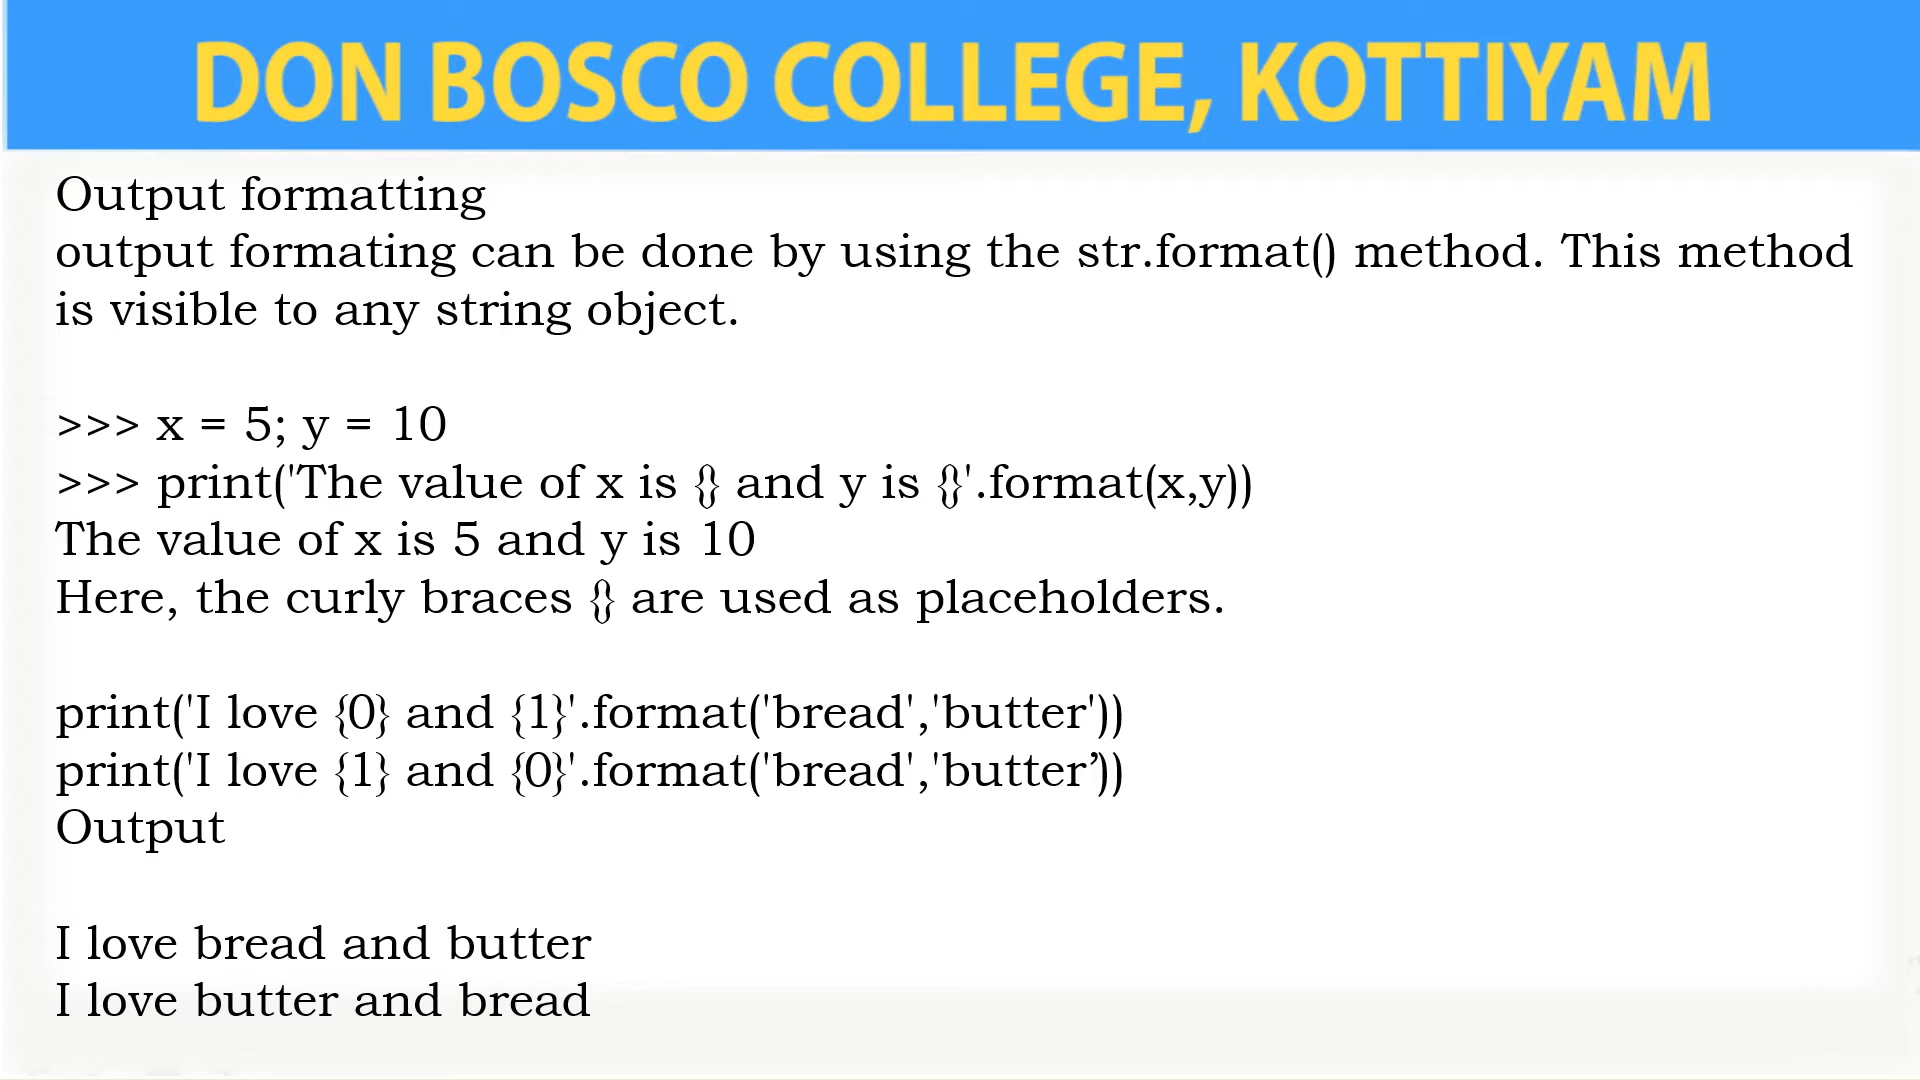 DON BOSCO COLLEGE, KOTTIYAM
Output formatting
output formating can be done by using the str.format() method. This method
is visible to any string object.
>>> x = 5; y = 10
>>> print('The value of x is {} and y is {}'.format(x,y))
The value of x is 5 and y is 10
Here, the curly braces {} are used as placeholders.
print('I love {0} and {1}'.format('bread','butter'))
print('I love {1} and {0}'.format('bread','butter’))
Output
I love bread and butter
I love butter and bread